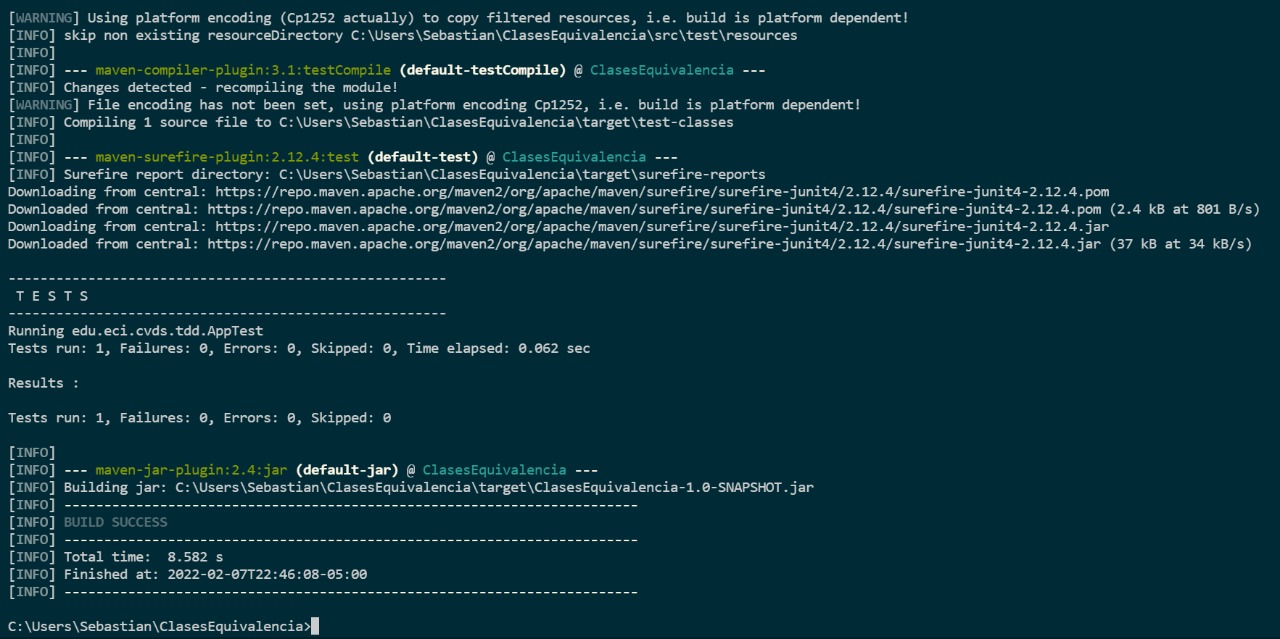 [WARNING] Using platform encoding (Cp1252 actually) to copy filtered resources, i.e. build is platform dependent!
[INFO] skip non existing resourceDirectory C:\Users\Sebastian\ClasesEquivalencia\src\test\resources
[INFO]
[INFO] --- maven-compiler-plugin:3.1:testCompile (default-testCompile) @ ClasesEquivalencia ---
[INFO] Changes detected - recompiling the module!
[WARNING] File encoding has not been set, using platform encoding Cp1252, i.e. build is platform dependent!
[INFO] Compiling 1 source file to C:\Users\Sebastian\ClasesEquivalencia\target\test-classes
[INFO]
[INFO] --- maven-surefire-plugin:2.12.4:test (default-test) @ ClasesEquivalencia ---
[INFO] Surefire report directory: C:\Users\Sebastian\ClasesEquivalencia\target\surefire-reports
Downloading from central: https://repo.maven.apache.org/maven2/org/apache/maven/surefire/surefire-junit4/2.12.4/surefire-junit4-2.12.4.pom
Downloaded from central: https://repo.maven.apache.org/maven2/org/apache/maven/surefire/surefire-junit4/2.12.4/surefire-junit4-2.12.4.pom (2.4 kB at 801 B/s)
Downloading from central: https://repo.maven.apache.org/maven2/org/apache/maven/surefire/surefire-junit4/2.12.4/surefire-junit4-2.12.4.jar
Downloaded from central: https://repo.maven.apache.org/maven2/org/apache/maven/surefire/surefire-junit4/2.12.4/surefire-junit4-2.12.4.jar (37 kB at 34 kB/s)
-------------------------------------------------------
T E S T S
-------------------------------------------------------
Running edu.eci.cvds.tdd.AppTest
Tests run: 1, Failures: 0, Errors: 0, Skipped: 0, Time elapsed: 0.062 sec
Results :
Tests run: 1, Failures: 0, Errors: 0, Skipped: 0
[INFO]
[INFO] --- maven-jar-plugin:2.4:jar (default-jar) @ ClasesEquivalencia ---
[INFO] Building jar: C:\Users\Sebastian\ClasesEquivalencia\target\ClasesEquivalencia-1.0-SNAPSHOT.jar
[INFO] ------------------------------------------------------------------------
[INFO] BUILD SUCCESS
[INFO] ------------------------------------------------------------------------
[INFO] Total time:  8.582 s
[INFO] Finished at: 2022-02-07T22:46:08-05:00
[INFO] ------------------------------------------------------------------------
C:\Users\Sebastian\ClasesEquivalencia>